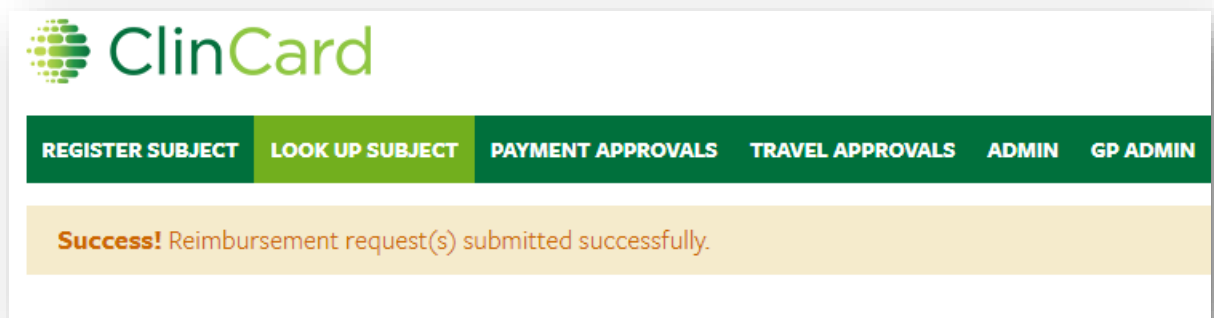 ClinCard
REGISTER SUBJECT LOOK UP SUBJECT PAYMENT APPROVALS TRAVEL APPROVALS ADMIN GP ADMIN
Success! Reimbursement request(s) submitted successfully.